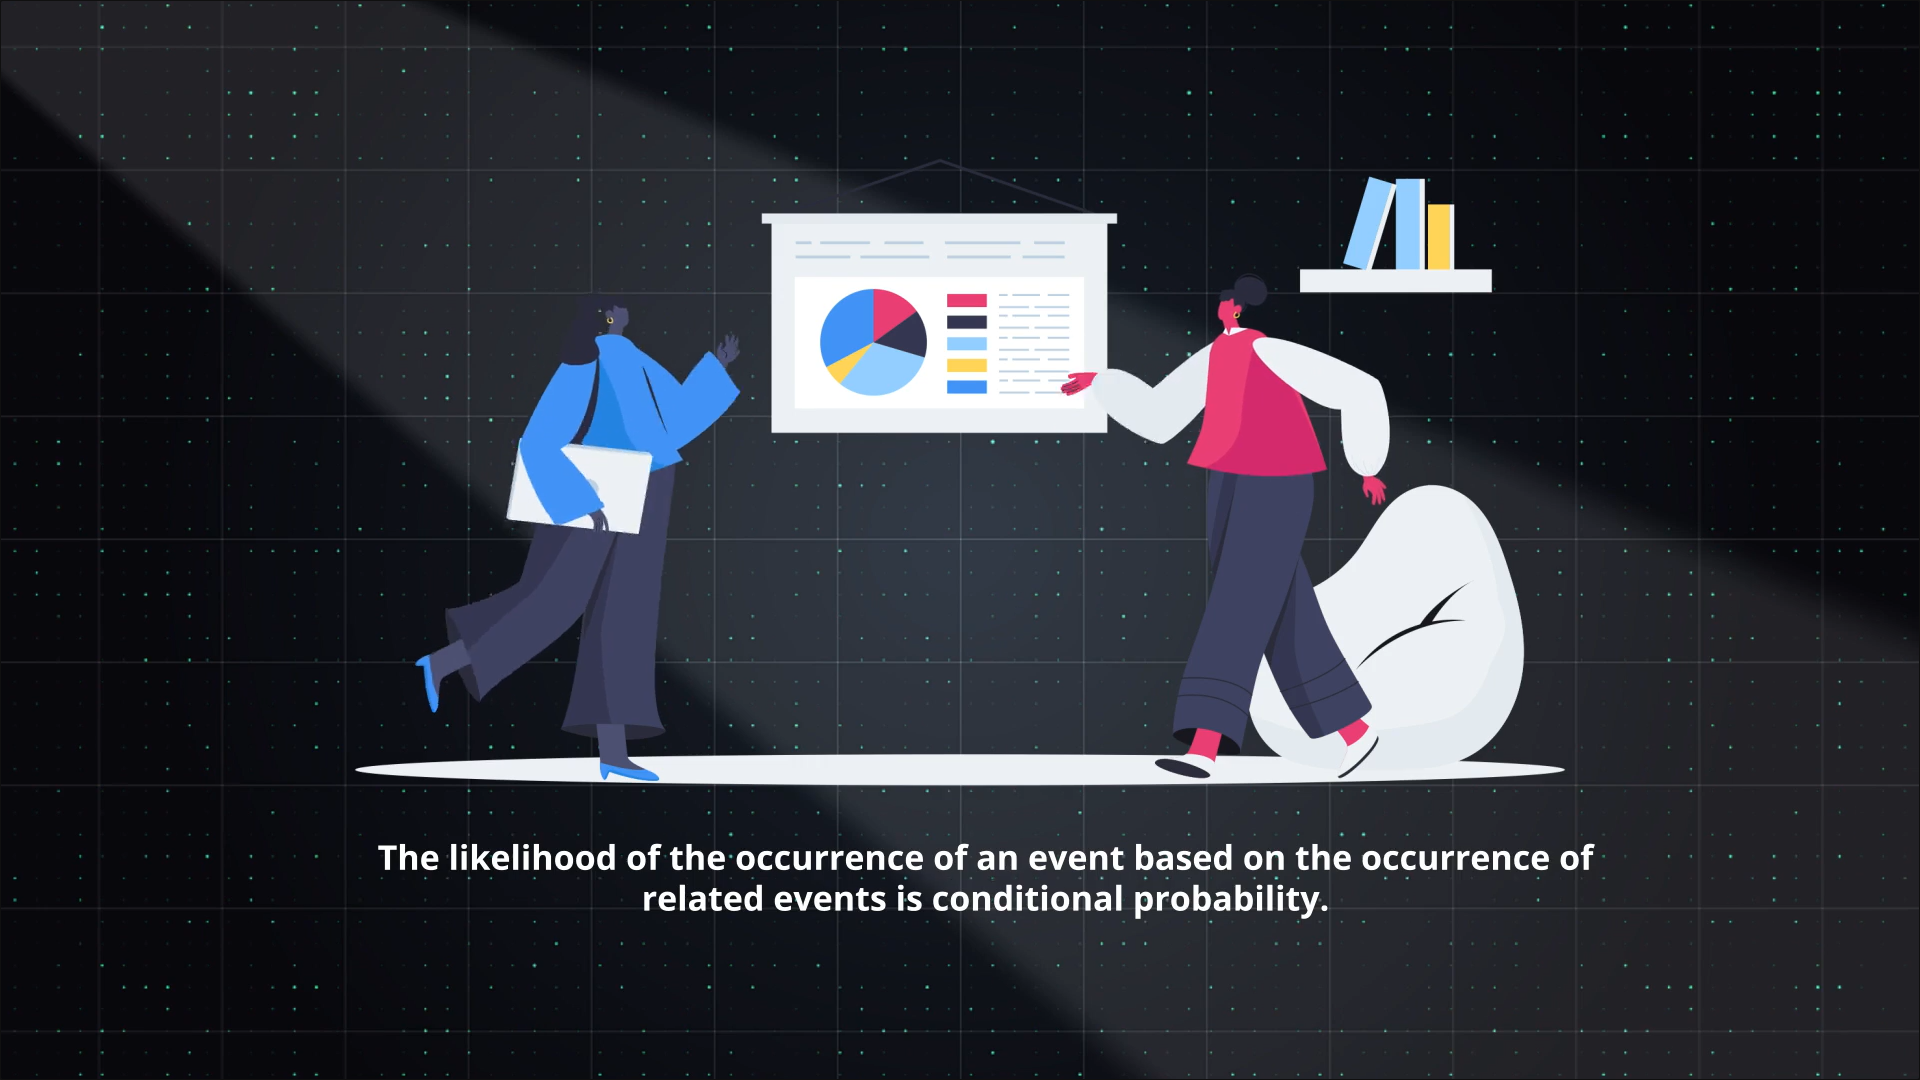 The likelihood of the occurrence of an event based on the occurrence of
related events is conditional probability.